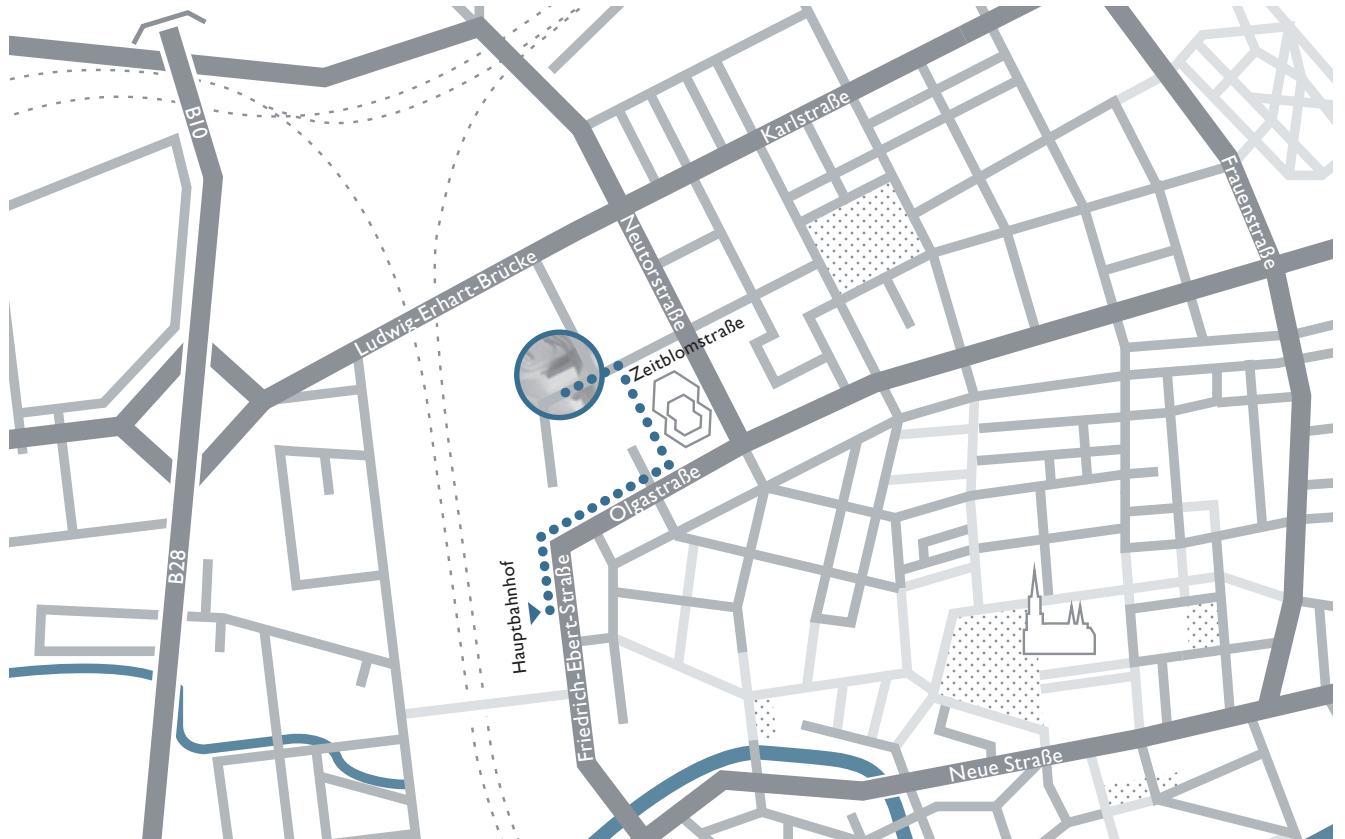 B10
Karlstraße
Frauenstraße
Neutorstraße
Ludwig-Erhart-Brücke
Zeitblomstraße
Olgastraße
B28
Hauptbahnhof
Friedrich-Ebert-Straße
Neue Straße